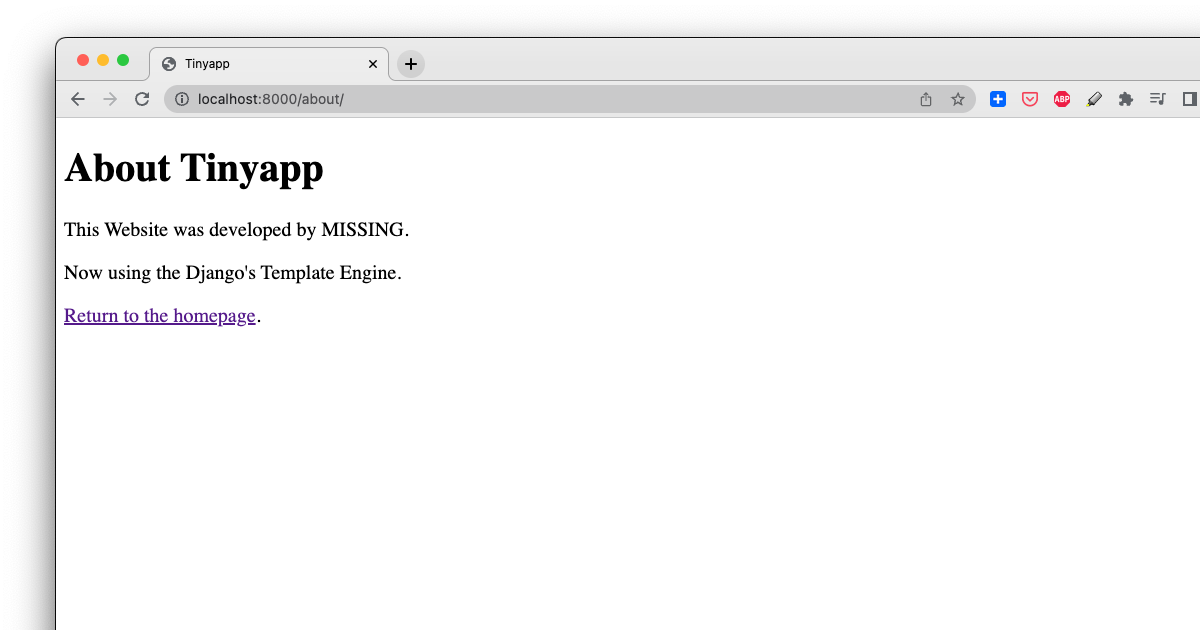 Tinyapp
localhost:8000/about/
ABP
About Tinyapp
This Website was developed by MISSING.
Now using the Django's Template Engine.
Return to the homepage.